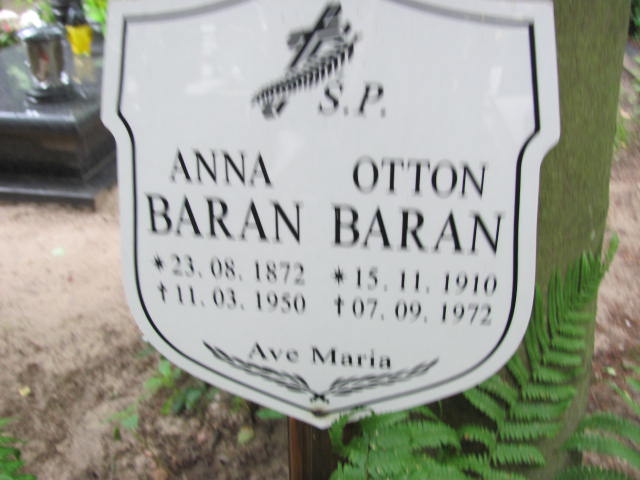 S.P.
ANNA
BARAN
* 23. 08. 1872
† 11. 03. 1950
OTTON
BARAN
* 15. 11. 1910
† 07. 09. 1972
Ave Maria